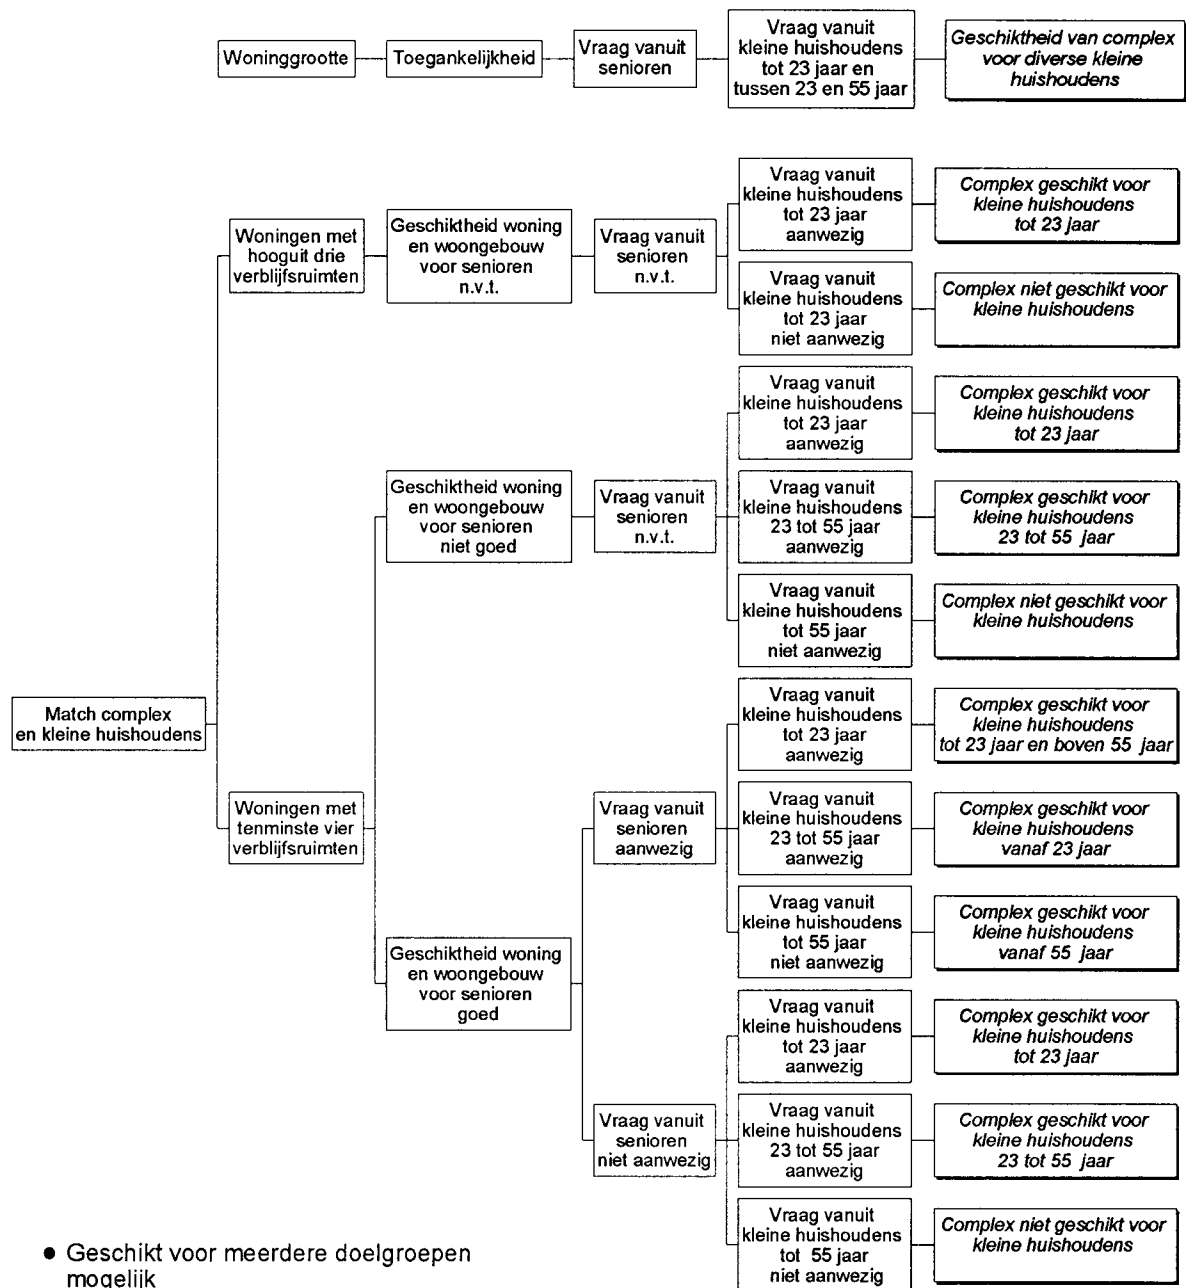 Woninggrootte
Toegankelijkheid
Vraag vanuit
senioren
Vraag vanuit
kleine huishoudens
tot 23 jaar en
tussen 23 en 55 jaar
Geschiktheid van complex
voor diverse kleine
huishoudens
Match complex
en kleine huishoudens
Woningen met
hooguit drie
verblijfsruimten
Geschiktheid woning
en woongebouw
voor senioren
n.v.t.
Vraag vanuit
senioren
n.v.t.
Vraag vanuit
kleine huishoudens
tot 23 jaar
aanwezig
Complex geschikt voor
kleine huishoudens
tot 23 jaar
Vraag vanuit
kleine huishoudens
tot 23 jaar
niet aanwezig
Complex niet geschikt voor
kleine huishoudens
Woningen met
tenminste vier
verblijfsruimten
Geschiktheid woning
en woongebouw
voor senioren
niet goed
Vraag vanuit
senioren
n.v.t.
Vraag vanuit
kleine huishoudens
tot 23 jaar
aanwezig
Complex geschikt voor
kleine huishoudens
tot 23 jaar
Vraag vanuit
kleine huishoudens
23 tot 55 jaar
aanwezig
Complex geschikt voor
kleine huishoudens
23 tot 55 jaar
Vraag vanuit
kleine huishoudens
tot 55 jaar
niet aanwezig
Complex niet geschikt voor
kleine huishoudens
Geschiktheid woning
en woongebouw
voor senioren
goed
Vraag vanuit
senioren
aanwezig
Vraag vanuit
kleine huishoudens
tot 23 jaar
aanwezig
Complex geschikt voor
kleine huishoudens
tot 23 jaar en boven 55 jaar
Vraag vanuit
kleine huishoudens
23 tot 55 jaar
aanwezig
Complex geschikt voor
kleine huishoudens
vanaf 23 jaar
Vraag vanuit
kleine huishoudens
tot 55 jaar
niet aanwezig
Complex geschikt voor
kleine huishoudens
vanaf 55 jaar
Vraag vanuit
senioren
niet aanwezig
Vraag vanuit
kleine huishoudens
tot 23 jaar
aanwezig
Complex geschikt voor
kleine huishoudens
tot 23 jaar
Vraag vanuit
kleine huishoudens
23 tot 55 jaar
aanwezig
Complex geschikt voor
kleine huishoudens
23 tot 55 jaar
Vraag vanuit
kleine huishoudens
tot 55 jaar
niet aanwezig
Complex niet geschikt voor
kleine huishoudens
● Geschikt voor meerdere doelgroepen
mogelijk